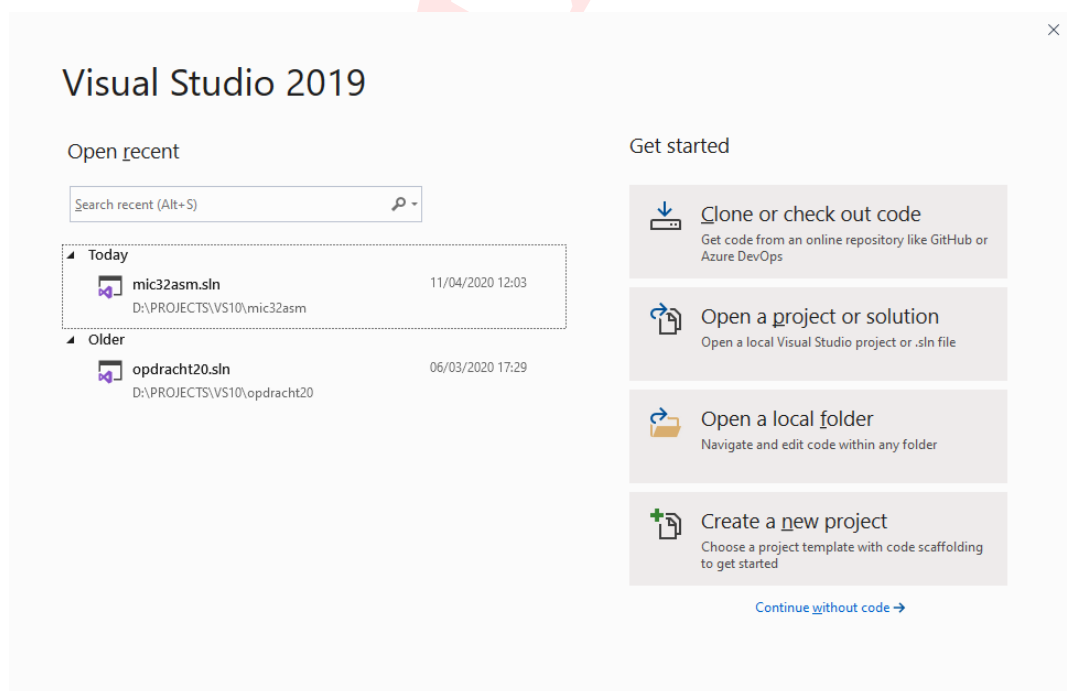 Visual Studio 2019
Open recent
Search recent (Alt+S)
Today
mic32asm.sln 11/04/2020 12:03
D:\PROJECTS\VS10\mic32asm
Older
opdracht20.sln 06/03/2020 17:29
D:\PROJECTS\VS10\opdracht20
Get started
Clone or check out code
Get code from an online repository like GitHub or
Azure DevOps
Open a project or solution
Open a local Visual Studio project or .sln file
Open a local folder
Navigate and edit code within any folder
Create a new project
Choose a project template with code scaffolding
to get started
Continue without code →